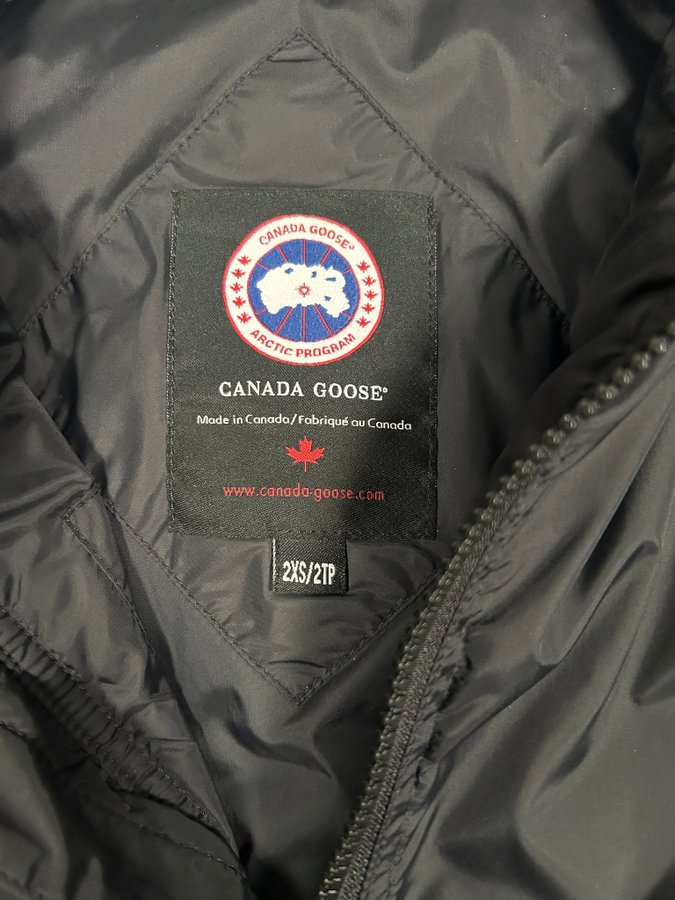 CANADA GOOSE®
ARCTIC PROGRAM
CANADA GOOSE®
Made in Canada/Fabriqué au Canada
www.canada-goose.com
2XS/2TP